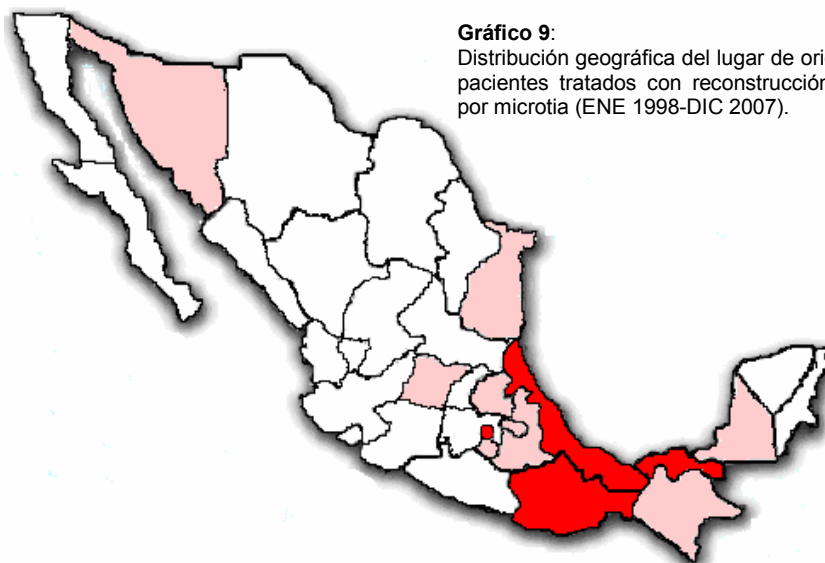 Gráfico 9:
Distribución geográfica del lugar de ori
pacientes tratados con reconstrucción
por microtia (ENE 1998-DIC 2007).